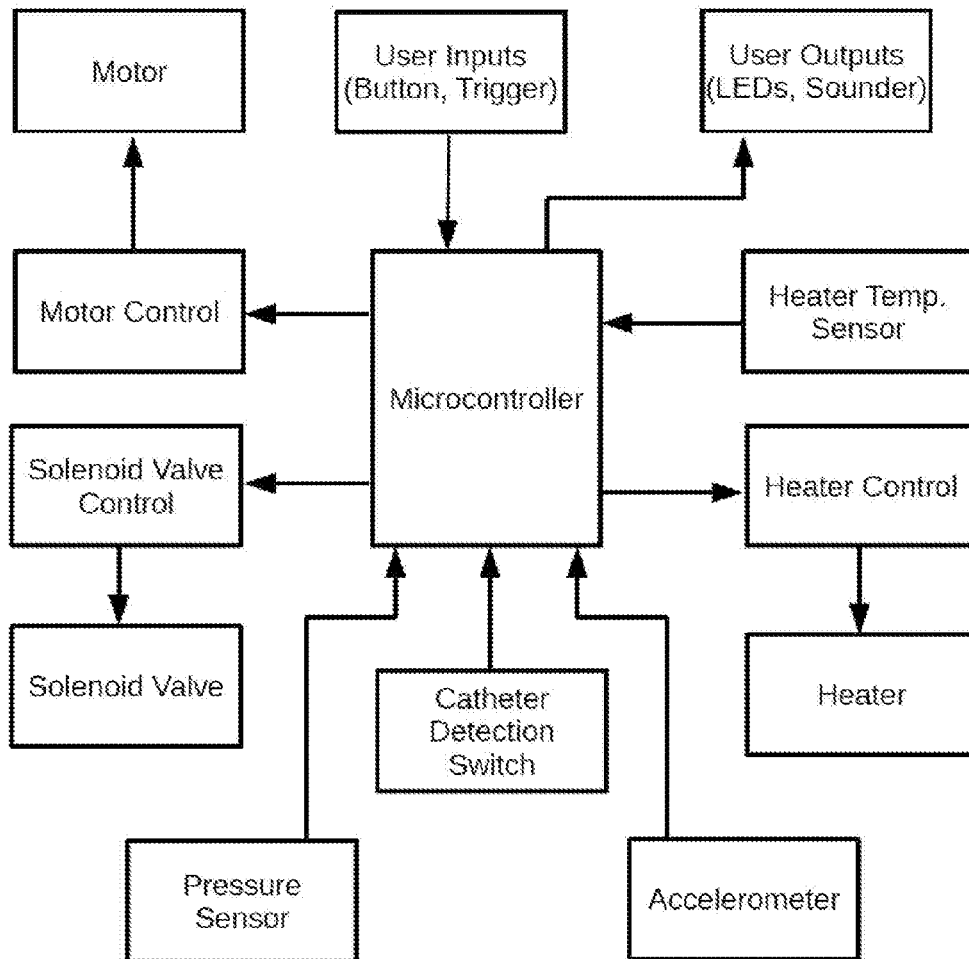 Motor
User Inputs
(Button, Trigger)
User Outputs
(LEDs, Sounder)
Motor Control
Microcontroller
Heater Temp.
Sensor
Solenoid Valve
Control
Heater Control
Solenoid Valve
Catheter
Detection
Switch
Heater
Pressure
Sensor
Accelerometer